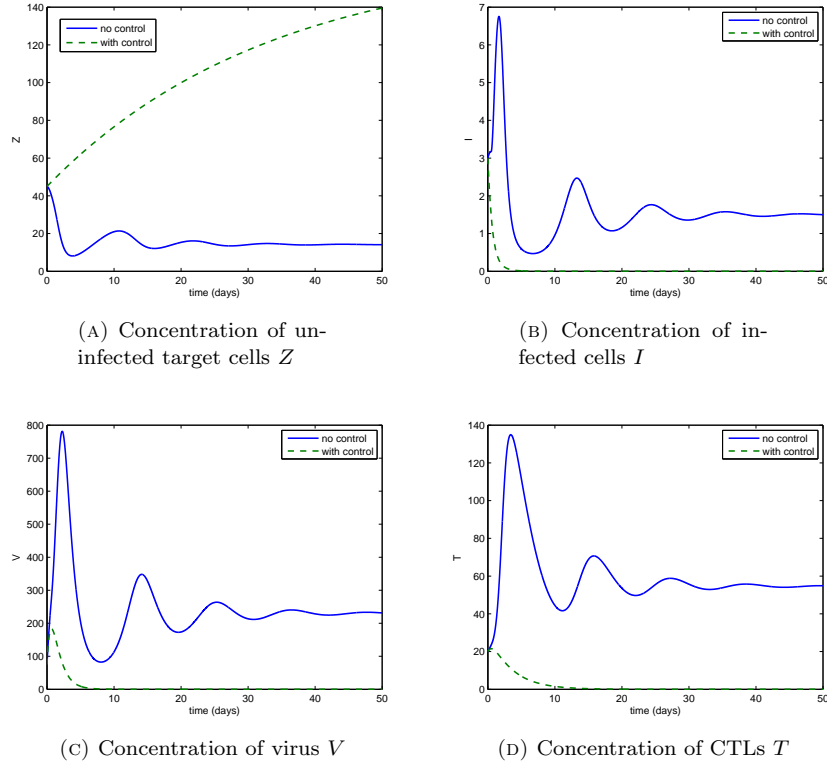 140
120
100
80
60
40
20
0
Z
no control
with control
0 10 20 30 40 50
time (days)
(A) Concentration of un-
infected target cells Z
7
6
5
4
3
2
1
0
I
no control
with control
0 10 20 30 40 50
time (days)
(B) Concentration of in-
fected cells I
800
700
600
500
400
300
200
100
0
V
no control
with control
0 10 20 30 40 50
time (days)
(C) Concentration of virus V
140
120
100
80
60
40
20
0
T
no control
with control
0 10 20 30 40 50
time (days)
(D) Concentration of CTLs T